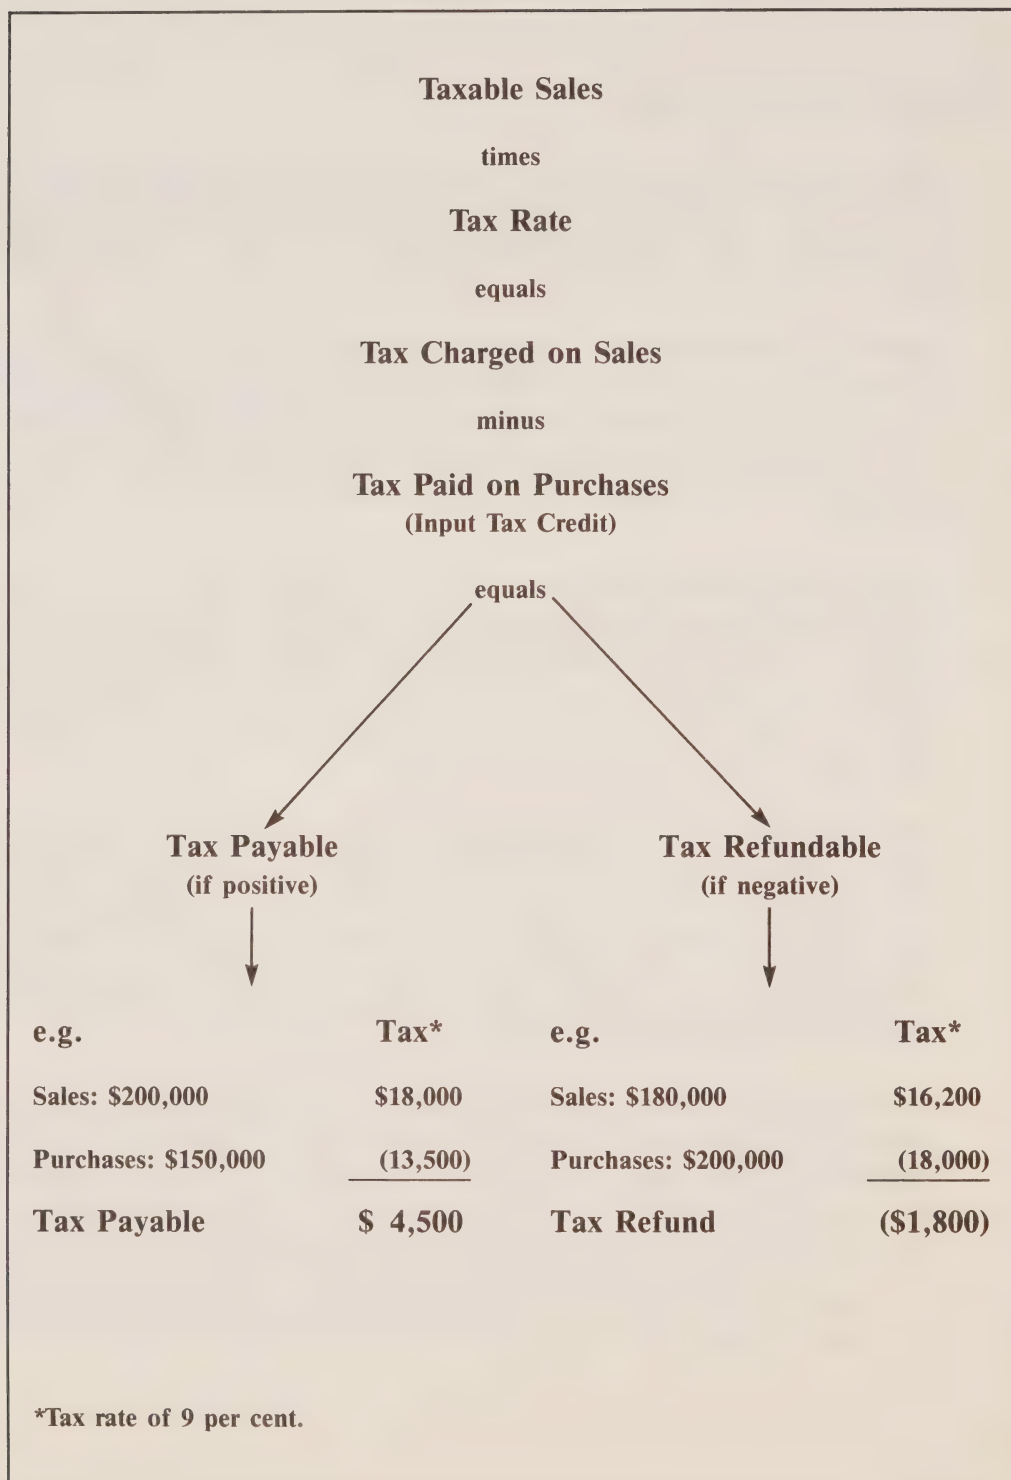 Taxable Sales
times
Tax Rate
equals
Tax Charged on Sales
minus
Tax Paid on Purchases
(Input Tax Credit)
equals
Tax Payable
(if positive)
e.g. Tax*
Sales: $200,000 $18,000
Purchases: $150,000 (13,500)
Tax Payable $ 4,500
Tax Refundable
(if negative)
e.g. Tax*
Sales: $180,000 $16,200
Purchases: $200,000 (18,000)
Tax Refund ($1,800)
*Tax rate of 9 per cent.